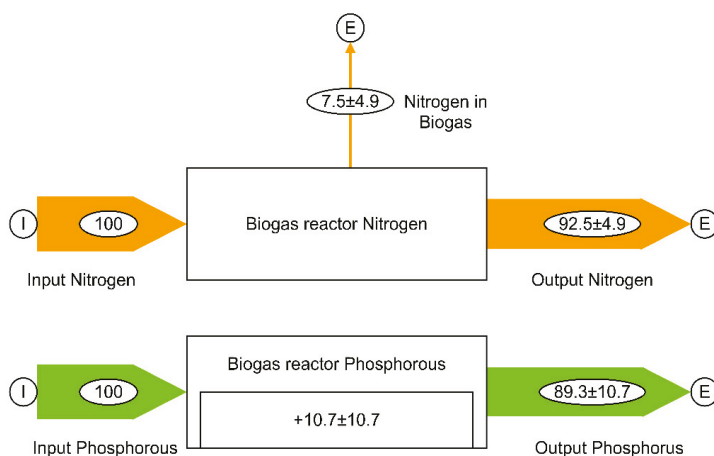 E
7.5±4.9
Nitrogen in
Biogas
I
100
Biogas reactor Nitrogen
92.5±4.9
E
Input Nitrogen
Output Nitrogen
Biogas reactor Phosphorous
I
100
+10.7±10.7
89.3±10.7
E
Input Phosphorous
Output Phosphorus